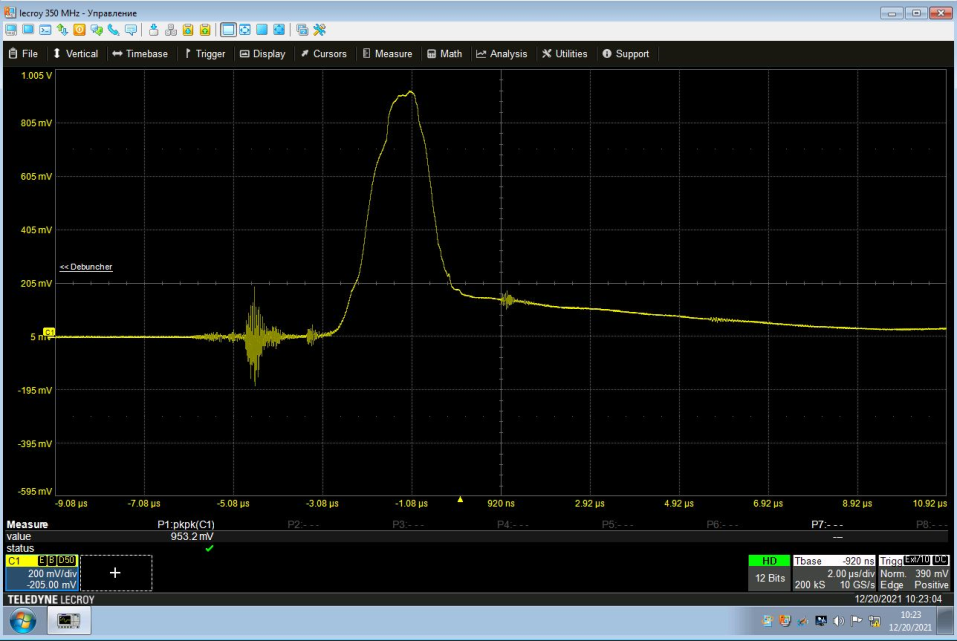 lecroy 350 MHz - Управление
File Vertical Timebase Trigger Display Cursors Measure Math Analysis Utilities Support
1.005 V
805 mV
605 mV
405 mV
<< Debuncher
205 mV
C1
5 mV
-195 mV
-395 mV
-595 mV
-9.08 µs -7.08 µs -5.08 µs -3.08 µs -1.08 µs 920 ns 2.92 µs 4.92 µs 6.92 µs 8.92 µs 10.92 µs
Measure P1:pkpk(C1) P2:- - - P3:- - - P4:- - - P5:- - - P6:- - - P7:- - - P8:- - -
value 953.2 mV ---
status
C1 E B D50 HD Tbase -920 ns Trigg Ext/10 DC
200 mV/div + 12 Bits 2.00 µs/div Norm. 390 mV
-205.00 mV 200 kS 10 GS/s Edge Positive
TELEDYNE LECROY 12/20/2021 10:23:04
10:23
12/20/2021